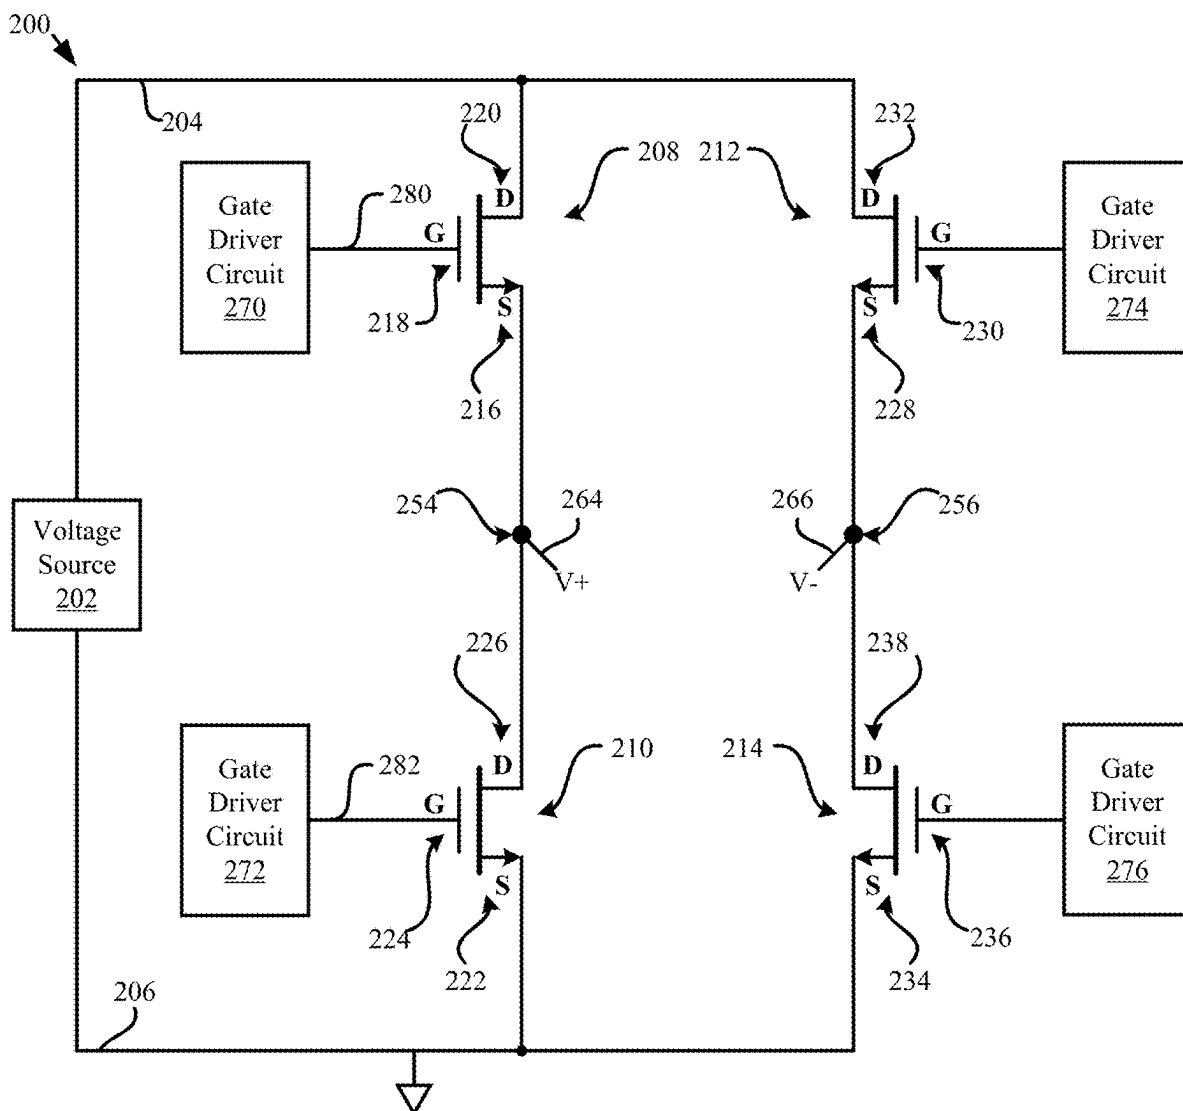 200
204
220
232
208
212
Gate
Driver
Circuit
270
280
D
G
S
218
216
D
G
S
230
228
Gate
Driver
Circuit
274
254
264
V+
266
V-
256
Voltage
Source
202
226
238
Gate
Driver
Circuit
272
282
D
G
S
210
214
D
G
S
Gate
Driver
Circuit
276
224
222
236
234
206